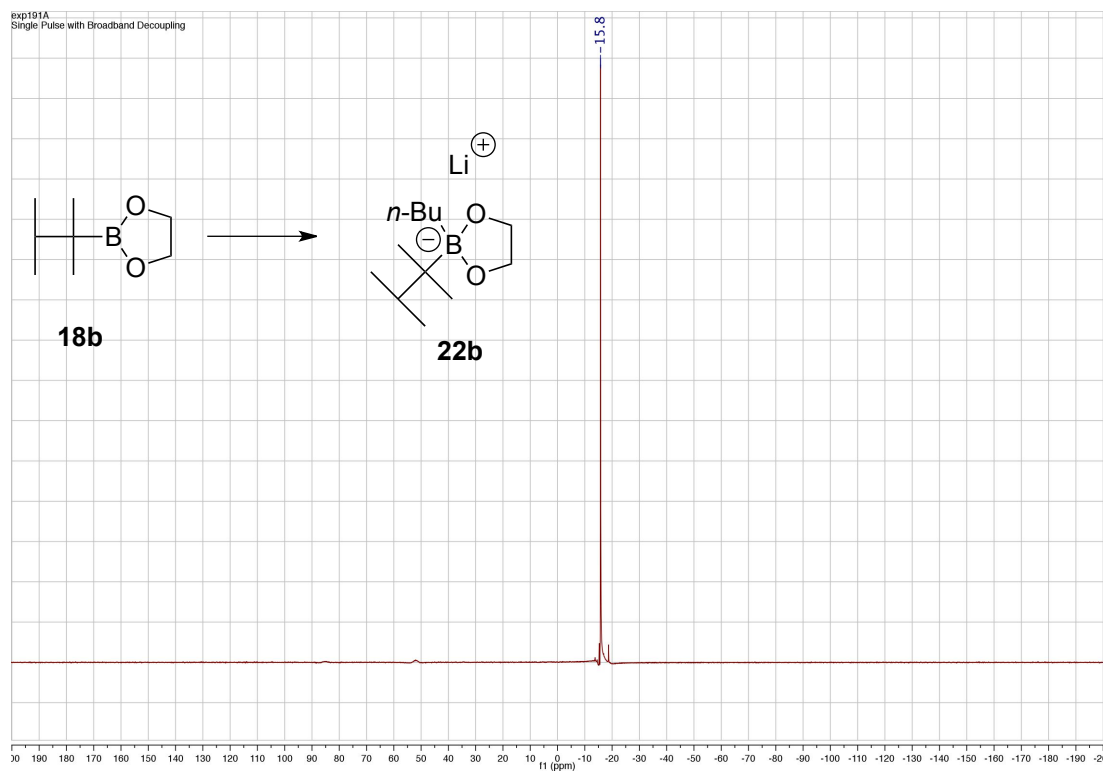 exp191A
Single Pulse with Broadband Decoupling
-15.8
Li +
n-Bu
O
B
O
−
B
O
O
18b
22b
00 190 180 170 160 150 140 130 120 110 100 90 80 70 60 50 40 30 20 10 0 -10 -20 -30 -40 -50 -60 -70 -80 -90 -100 -110 -120 -130 -140 -150 -160 -170 -180 -190 -20
f1 (ppm)